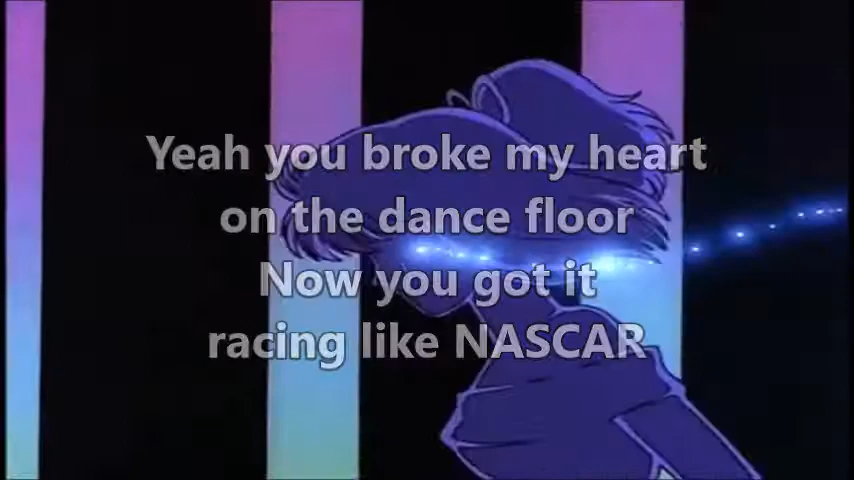 Yeah you broke my heart
on the dance floor
Now you got it
racing like NASCAR